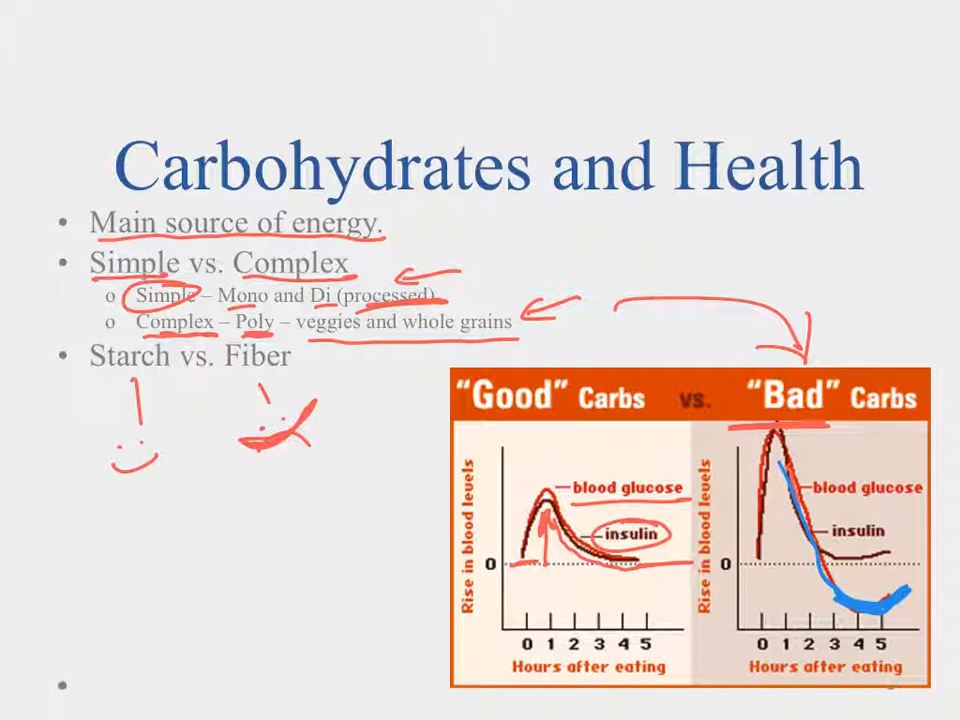 Carbohydrates and Health
• Main source of energy.
• Simple vs. Complex
o Simple – Mono and Di (processed)
o Complex – Poly – veggies and whole grains
• Starch vs. Fiber
"Good" Carbs vs. "Bad" Carbs
Rise in blood levels
blood glucose
insulin
0
0 1 2 3 4 5
Hours after eating
Rise in blood levels
blood glucose
insulin
0
0 1 2 3 4 5
Hours after eating